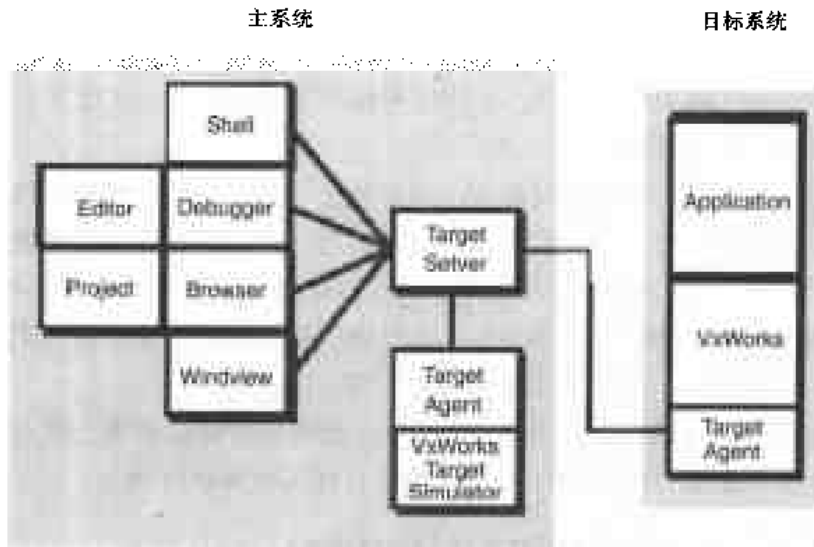 主系统
目标系统
Shell
Editor
Debugger
Project
Browser
Windview
Target
Server
Target
Agent
VxWorks
Target
Simulator
Application
VxWorks
Target
Agent